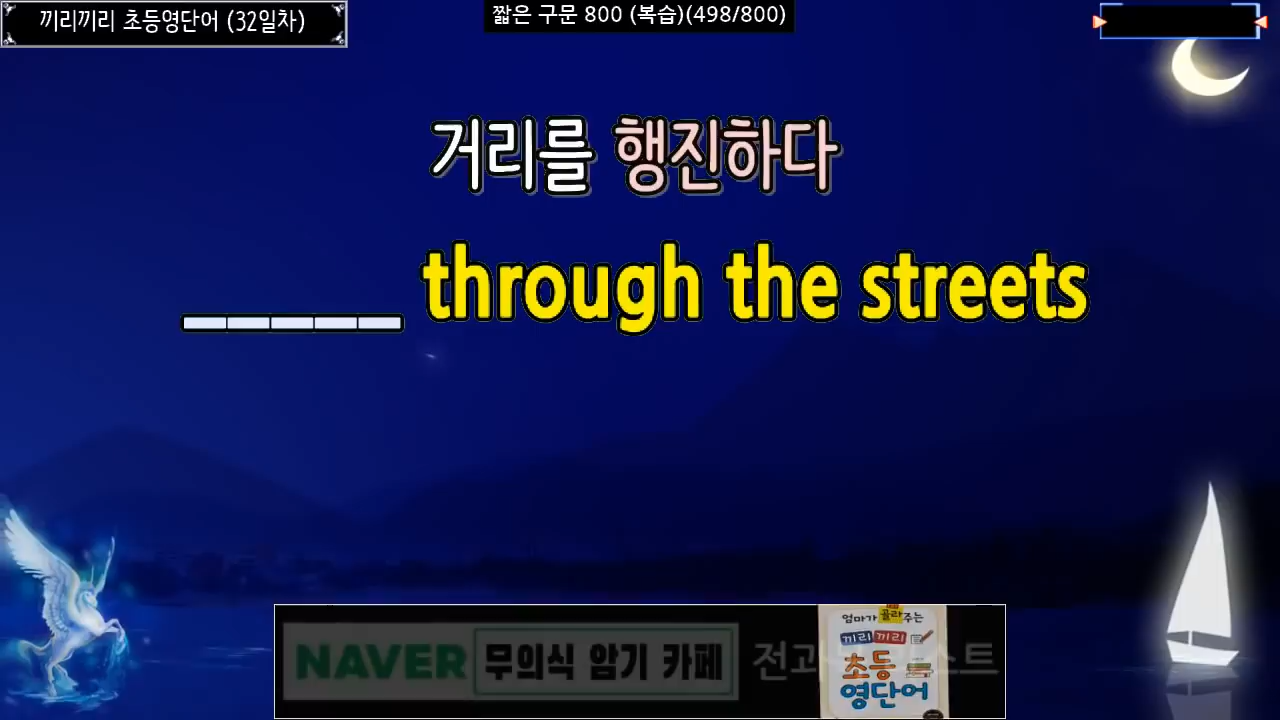 끼리끼리 초등영단어 (32일차)
짧은 구문 800 (복습)(498/800)
거리를 행진하다
_____ through the streets
NAVER 무의식 암기 카페
엄마가 골라주는
끼리끼리
초등
영단어